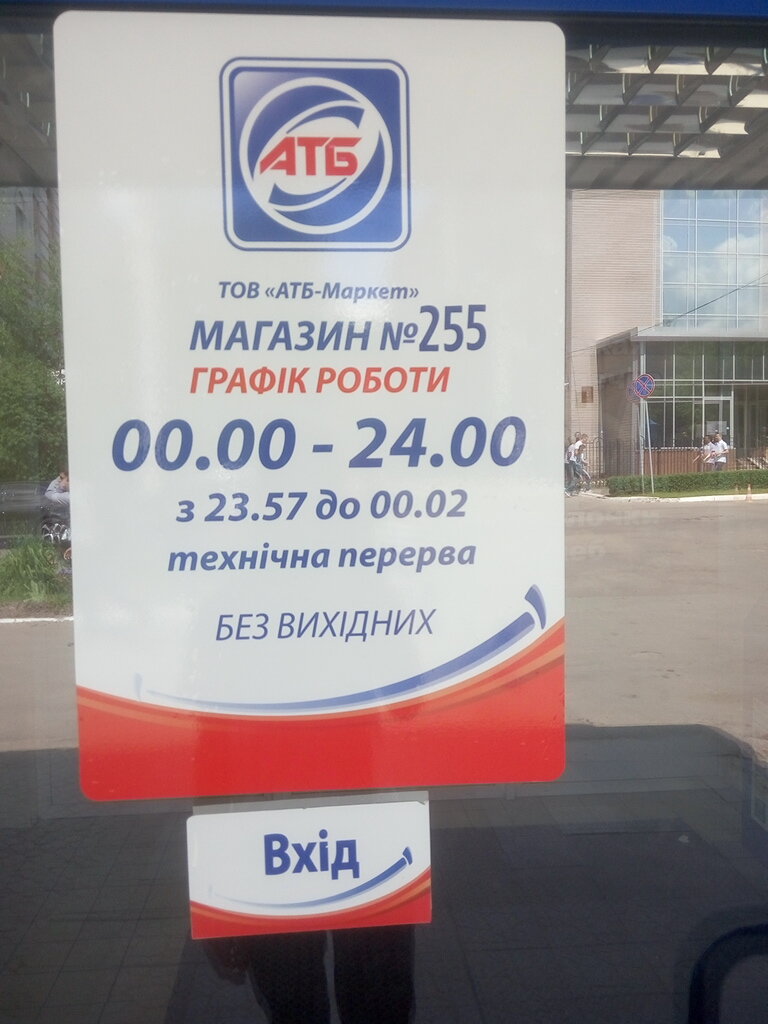 АТБ
ТОВ «АТБ-Маркет»
МАГАЗИН №255
ГРАФІК РОБОТИ
00.00 - 24.00
з 23.57 до 00.02
технічна перерва
БЕЗ ВИХІДНИХ
Вхід